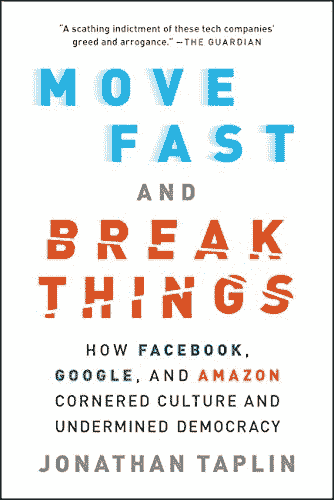 “A scathing indictment of these tech companies’
greed and arrogance.” —THE GUARDIAN
MOVE
FAST
AND
BREAK
THINGS
HOW FACEBOOK,
GOOGLE, AND AMAZON
CORNERED CULTURE AND
UNDERMINED DEMOCRACY
JONATHAN TAPLIN